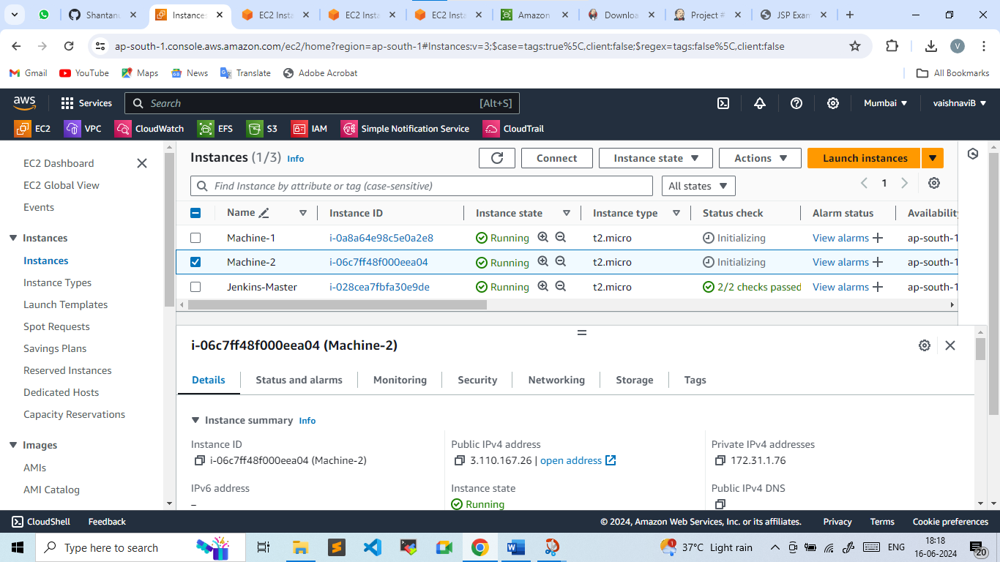 Shantanu
Instances
EC2 Insta
EC2 Insta
EC2 Insta
Amazon
Downloa
Project #
JSP Exam
ap-south-1.console.aws.amazon.com/ec2/home?region=ap-south-1#Instances:v=3;$case=tags:true%5C,client:false;$regex=tags:false%5C,client:false
V
Gmail YouTube Maps News Translate Adobe Acrobat All Bookmarks
aws Services Search [Alt+S] Mumbai vaishnaviB
EC2 VPC CloudWatch EFS S3 IAM Simple Notification Service CloudTrail
EC2 Dashboard
EC2 Global View
Events
Instances
Instances
Instance Types
Launch Templates
Spot Requests
Savings Plans
Reserved Instances
Dedicated Hosts
Capacity Reservations
Images
AMIs
AMI Catalog
Instances (1/3) Info
Connect Instance state Actions Launch instances
Find Instance by attribute or tag (case-sensitive) All states 1
Name Instance ID Instance state Instance type Status check Alarm status Availability
Machine-1 i-0a8a64e98c5e0a2e8 Running t2.micro Initializing View alarms + ap-south-1
Machine-2 i-06c7ff48f000eea04 Running t2.micro Initializing View alarms + ap-south-1
Jenkins-Master i-028cea7fbfa30e9de Running t2.micro 2/2 checks passed View alarms + ap-south-1
i-06c7ff48f000eea04 (Machine-2)
Details Status and alarms Monitoring Security Networking Storage Tags
Instance summary Info
Instance ID
i-06c7ff48f000eea04 (Machine-2)
IPv6 address
–
Public IPv4 address
3.110.167.26 | open address
Instance state
Running
Private IPv4 addresses
172.31.1.76
Public IPv4 DNS
CloudShell Feedback © 2024, Amazon Web Services, Inc. or its affiliates. Privacy Terms Cookie preferences
Type here to search 37°C Light rain ENG 18:18
16-06-2024 20